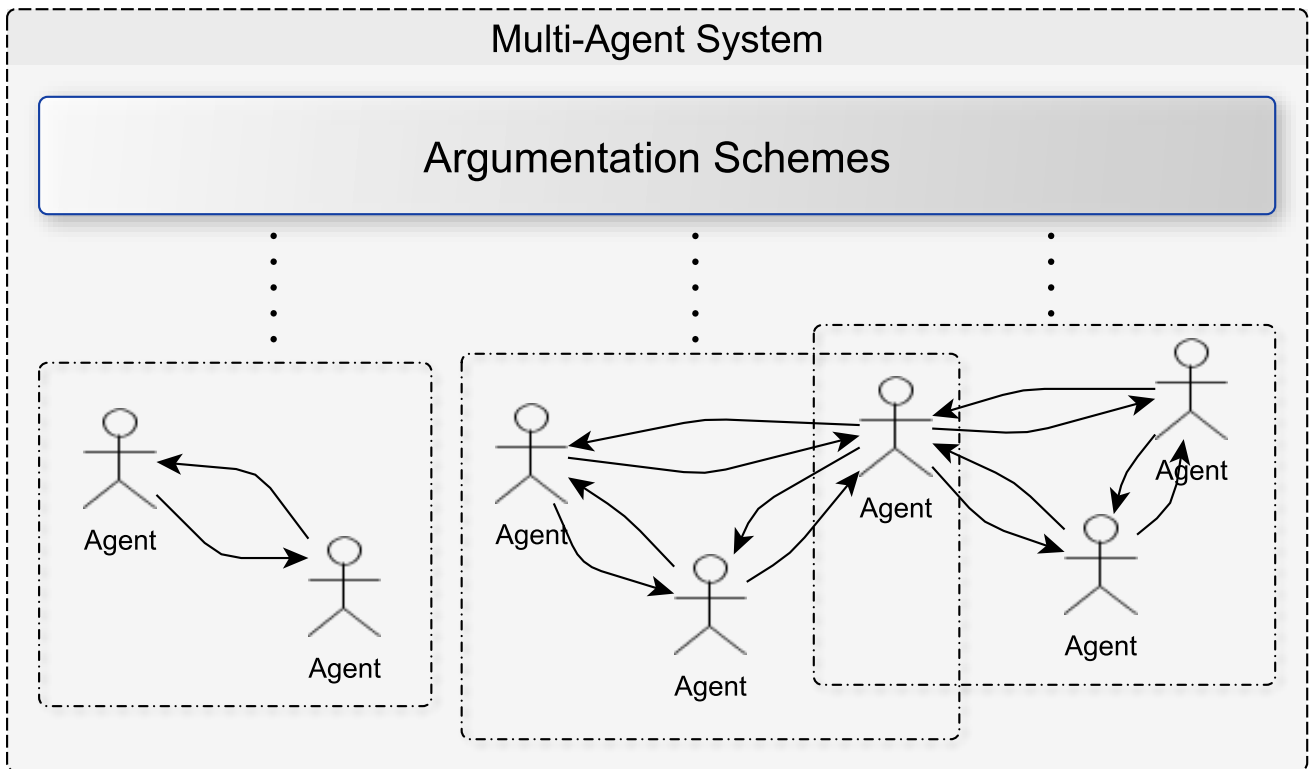 Multi-Agent System
Argumentation Schemes
Agent
Agent
Agent
Agent
Agent
Agent
Agent